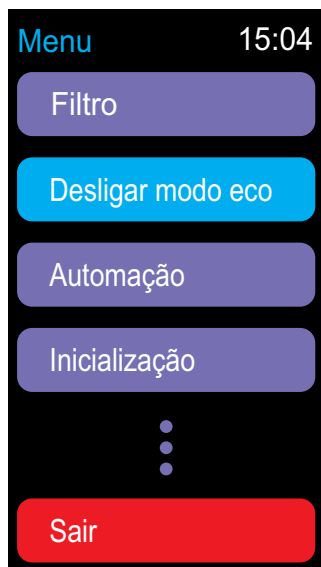 Menu 15:04
Filtro
Desligar modo eco
Automação
Inicialização
Sair